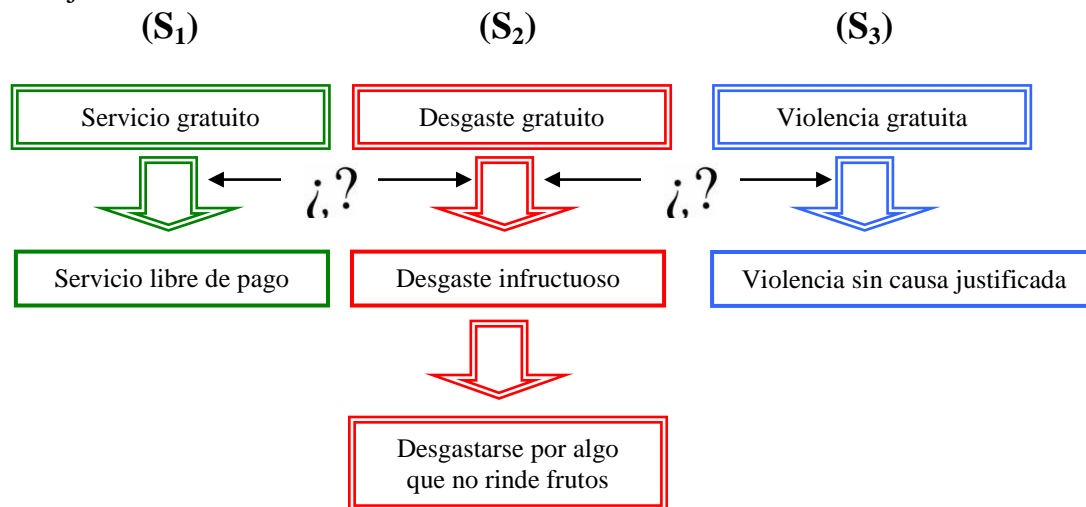 (S₁) (S₂) (S₃)
Servicio gratuito Desgaste gratuito Violencia gratuita
¿,? ¿,?
Servicio libre de pago Desgaste infructuoso Violencia sin causa justificada
Desgastarse por algo
que no rinde frutos